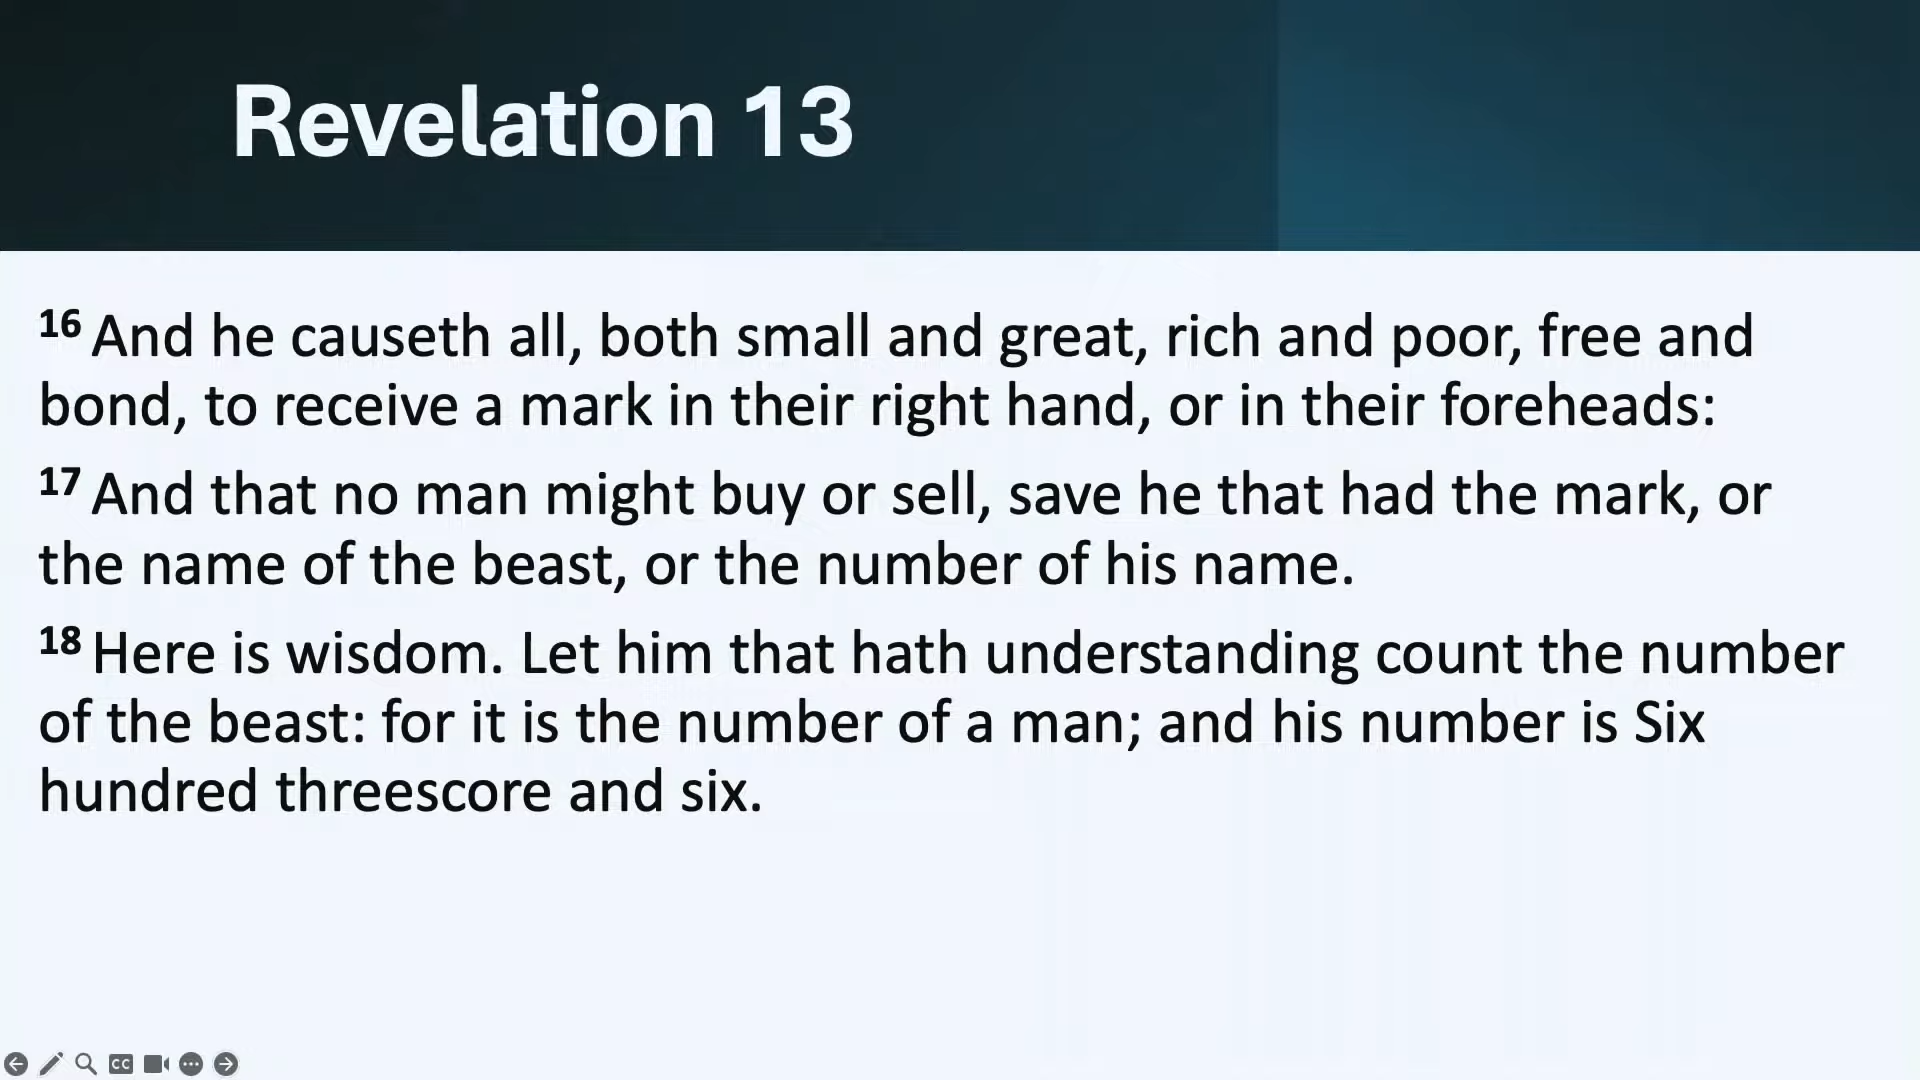 Revelation 13
16 And he causeth all, both small and great, rich and poor, free and
bond, to receive a mark in their right hand, or in their foreheads:
17 And that no man might buy or sell, save he that had the mark, or
the name of the beast, or the number of his name.
18 Here is wisdom. Let him that hath understanding count the number
of the beast: for it is the number of a man; and his number is Six
hundred threescore and six.
CC